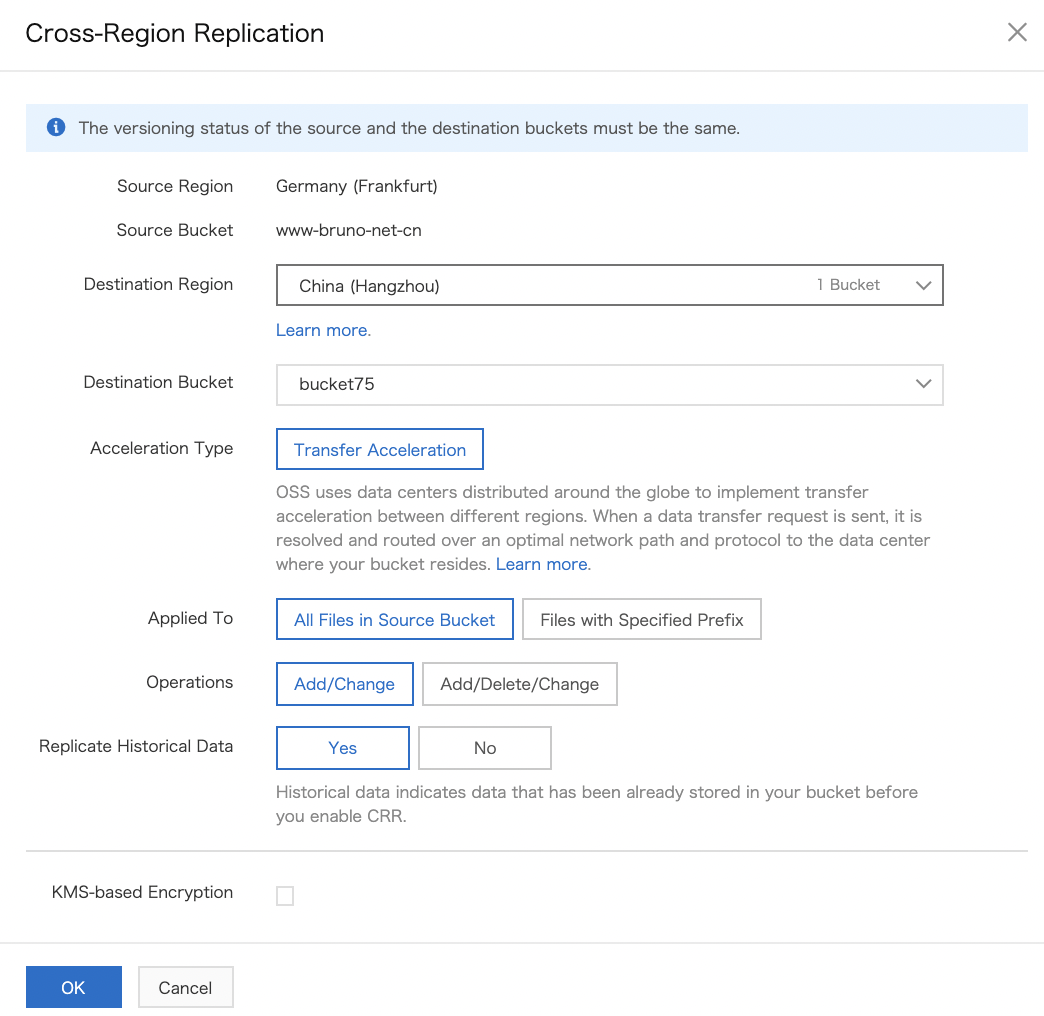 Cross-Region Replication
The versioning status of the source and the destination buckets must be the same.
Source Region Germany (Frankfurt)
Source Bucket www-bruno-net-cn
Destination Region China (Hangzhou) 1 Bucket
Learn more.
Destination Bucket bucket75
Acceleration Type Transfer Acceleration
OSS uses data centers distributed around the globe to implement transfer
acceleration between different regions. When a data transfer request is sent, it is
resolved and routed over an optimal network path and protocol to the data center
where your bucket resides. Learn more.
Applied To All Files in Source Bucket Files with Specified Prefix
Operations Add/Change Add/Delete/Change
Replicate Historical Data Yes No
Historical data indicates data that has been already stored in your bucket before
you enable CRR.
KMS-based Encryption
OK Cancel